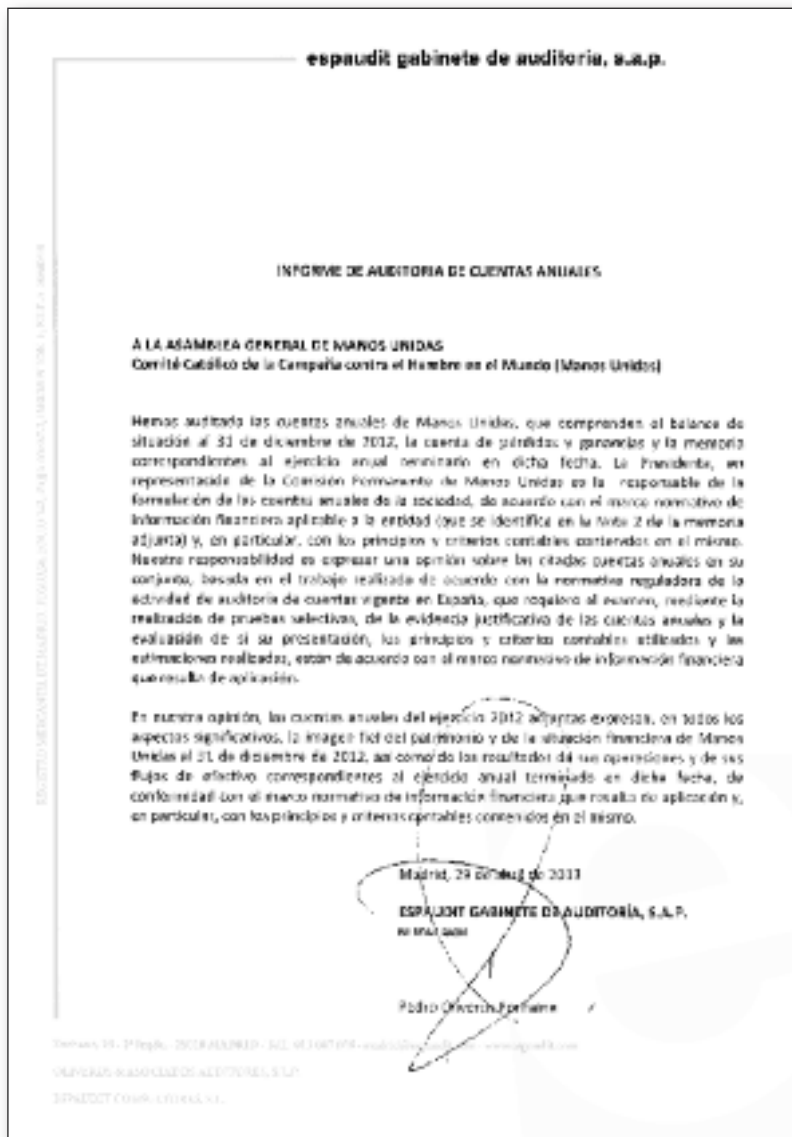 espaudit gabinete de auditoría, s.a.p.
INFORME DE AUDITORIA DE CUENTAS ANUALES
A LA ASAMBLEA GENERAL DE MANOS UNIDAS
Comité Católico de la Campaña contra el Hambre en el Mundo (Manos Unidas)
Hemos auditado las cuentas anuales de Manos Unidas, que comprenden el balance de
situación al 31 de diciembre de 2012, la cuenta de pérdidas y ganancias y la memoria
correspondientes al ejercicio anual terminado en dicha fecha. La Presidente, en
representación de la Comisión Permanente de Manos Unidas es la responsable de la
formulación de las cuentas anuales de la sociedad, de acuerdo con el marco normativo de
información financiera aplicable a la entidad (que se identifica en la Nota 2 de la memoria
adjunta) y, en particular, con los principios y criterios contables contenidos en el mismo.
Nuestra responsabilidad es expresar una opinión sobre las citadas cuentas anuales en su
conjunto, basada en el trabajo realizado de acuerdo con la normativa reguladora de la
actividad de auditoría de cuentas vigente en España, que requiere el examen, mediante la
realización de pruebas selectivas, de la evidencia justificativa de las cuentas anuales y la
evaluación de si su presentación, los principios y criterios contables utilizados y las
estimaciones realizadas, están de acuerdo con el marco normativo de información financiera
que resulta de aplicación.
En nuestra opinión, las cuentas anuales del ejercicio 2012 adjuntas expresan, en todos los
aspectos significativos, la imagen fiel del patrimonio y de la situación financiera de Manos
Unidas al 31 de diciembre de 2012, así como de los resultados de sus operaciones y de sus
flujos de efectivo correspondientes al ejercicio anual terminado en dicha fecha, de
conformidad con el marco normativo de información financiera que resulta de aplicación y,
en particular, con los principios y criterios contables contenidos en el mismo.
Madrid, 29 de abril de 2013
ESPAUDIT GABINETE DE AUDITORÍA, S.A.P.
Pedro